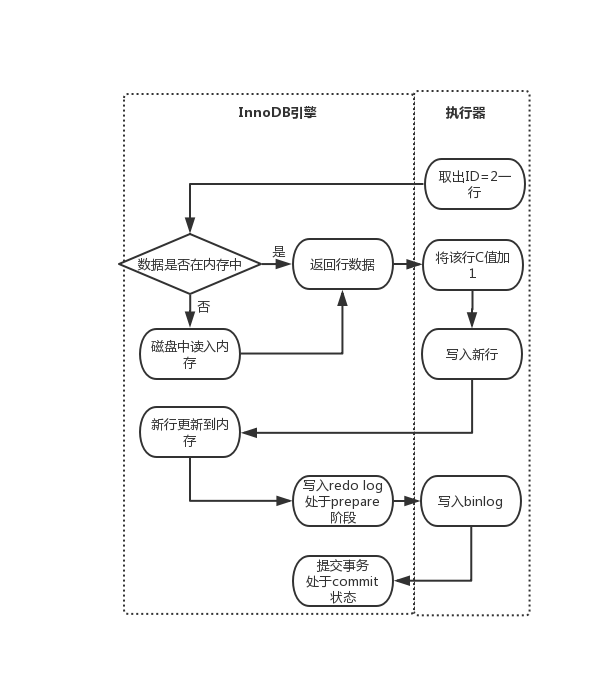 InnoDB引擎
执行器
取出ID=2一
行
数据是否在内存中
是
返回行数据
将该行C值加
1
否
磁盘中读入内
存
写入新行
新行更新到内
存
写入redo log
处于prepare
阶段
写入binlog
提交事务
处于commit
状态